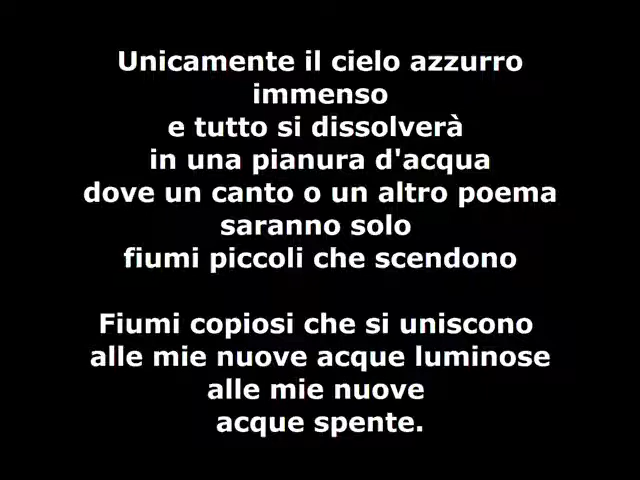 Unicamente il cielo azzurro
immenso
e tutto si dissolverà
in una pianura d'acqua
dove un canto o un altro poema
saranno solo
fiumi piccoli che scendono
Fiumi copiosi che si uniscono
alle mie nuove acque luminose
alle mie nuove
acque spente.